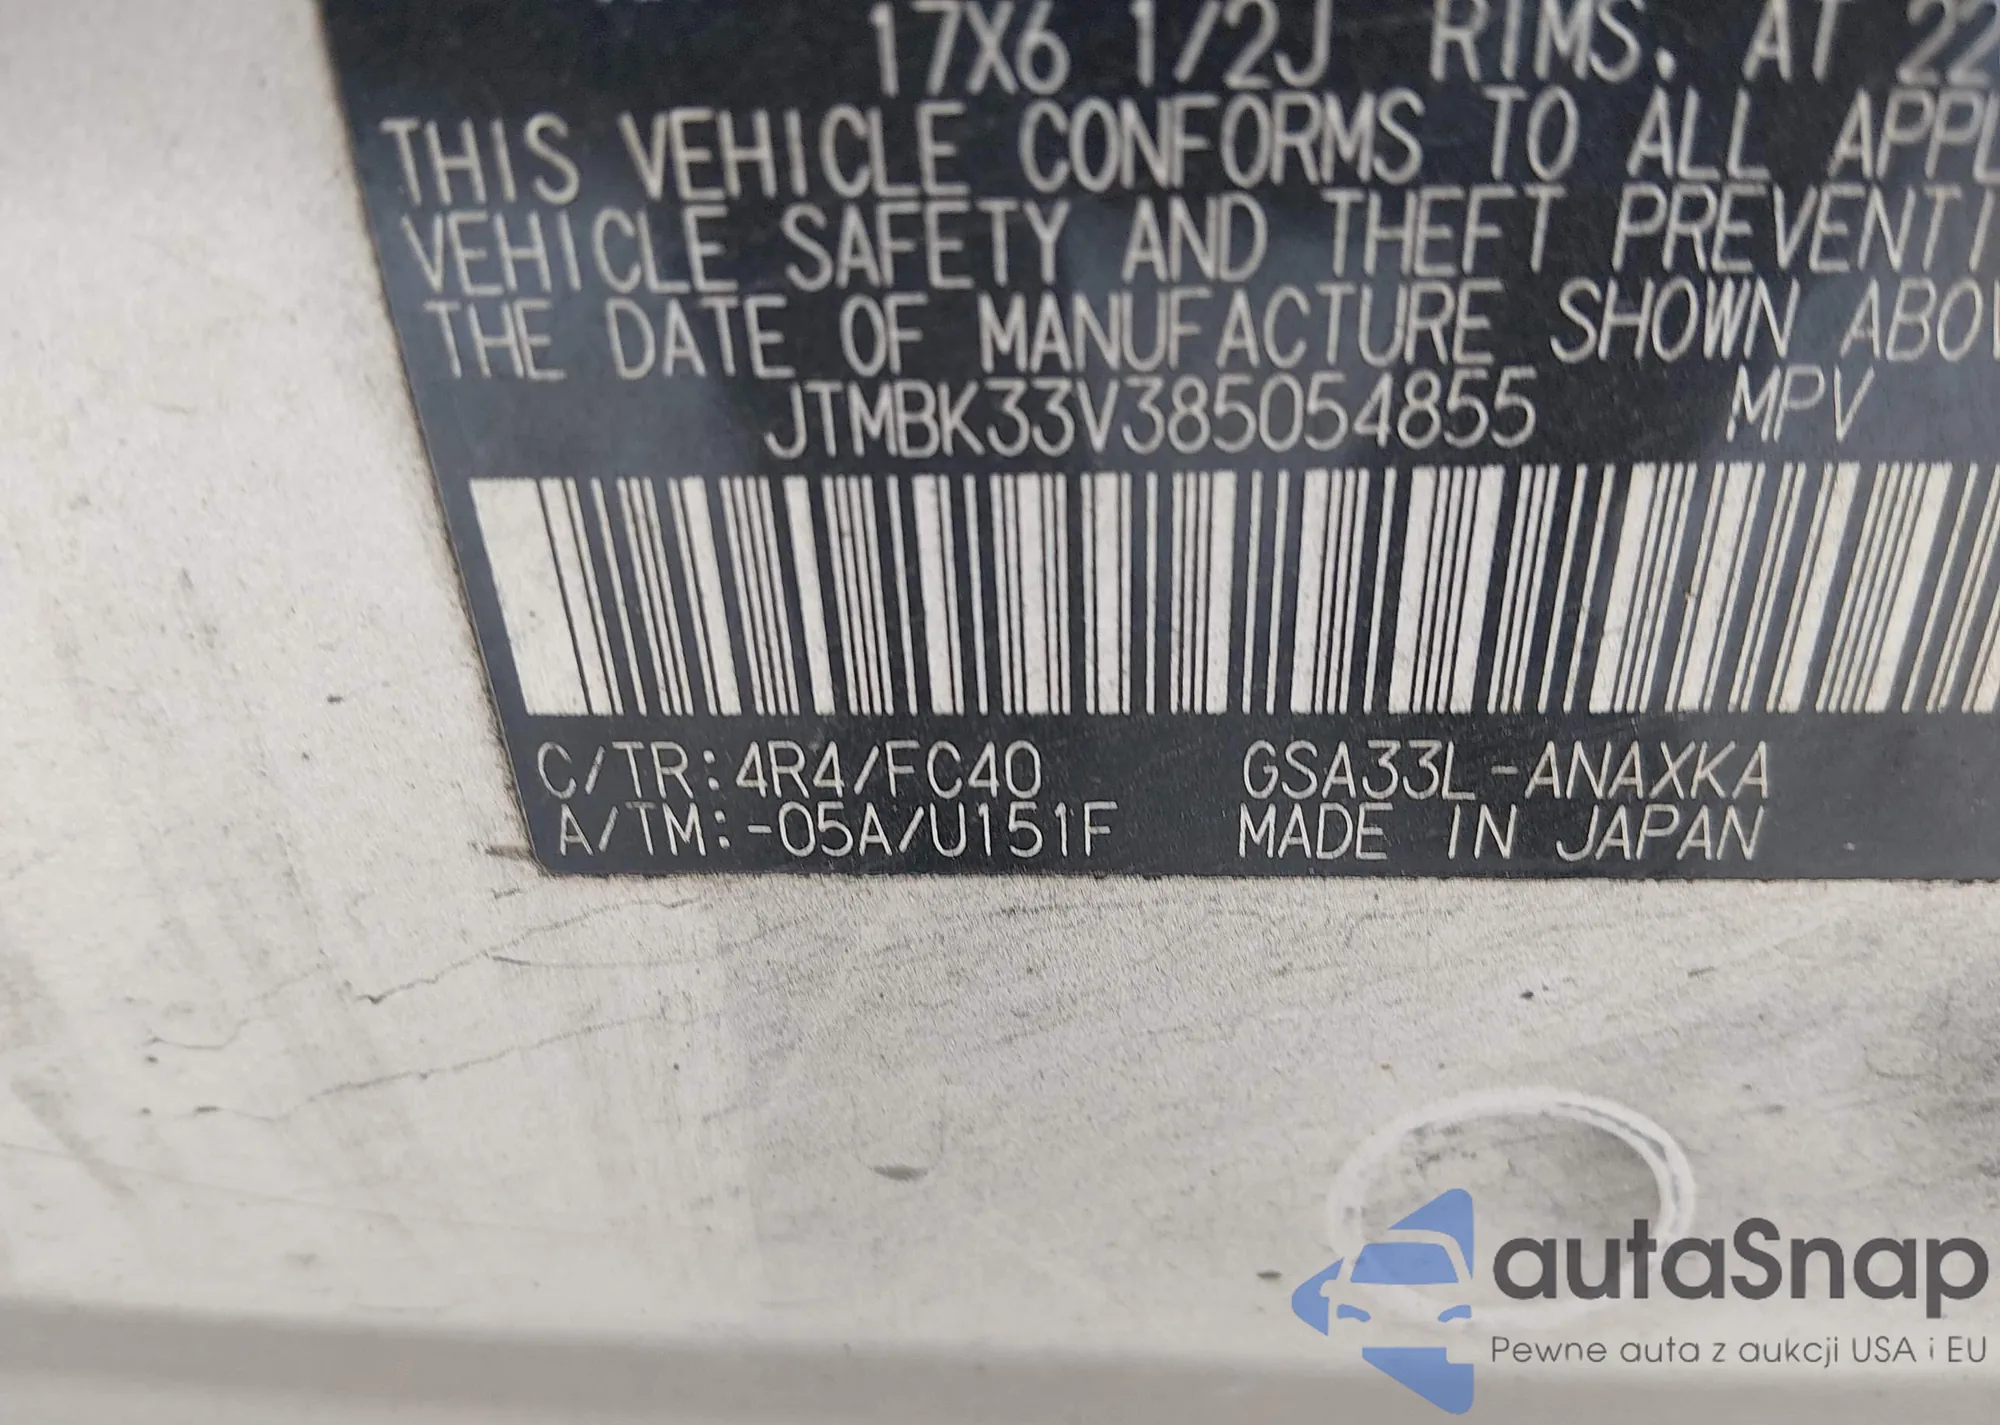 17X6 1/2J RIMS. AT 22
THIS VEHICLE CONFORMS TO ALL APPL
VEHICLE SAFETY AND THEFT PREVENTI
THE DATE OF MANUFACTURE SHOWN ABOV
JTMBK33V385054855 MPV
C/TR:4R4/FC40 GSA33L-ANAXKA
A/TM:-05A/U151F MADE IN JAPAN
autaSnap
Pewne auta z aukcji USA i EU